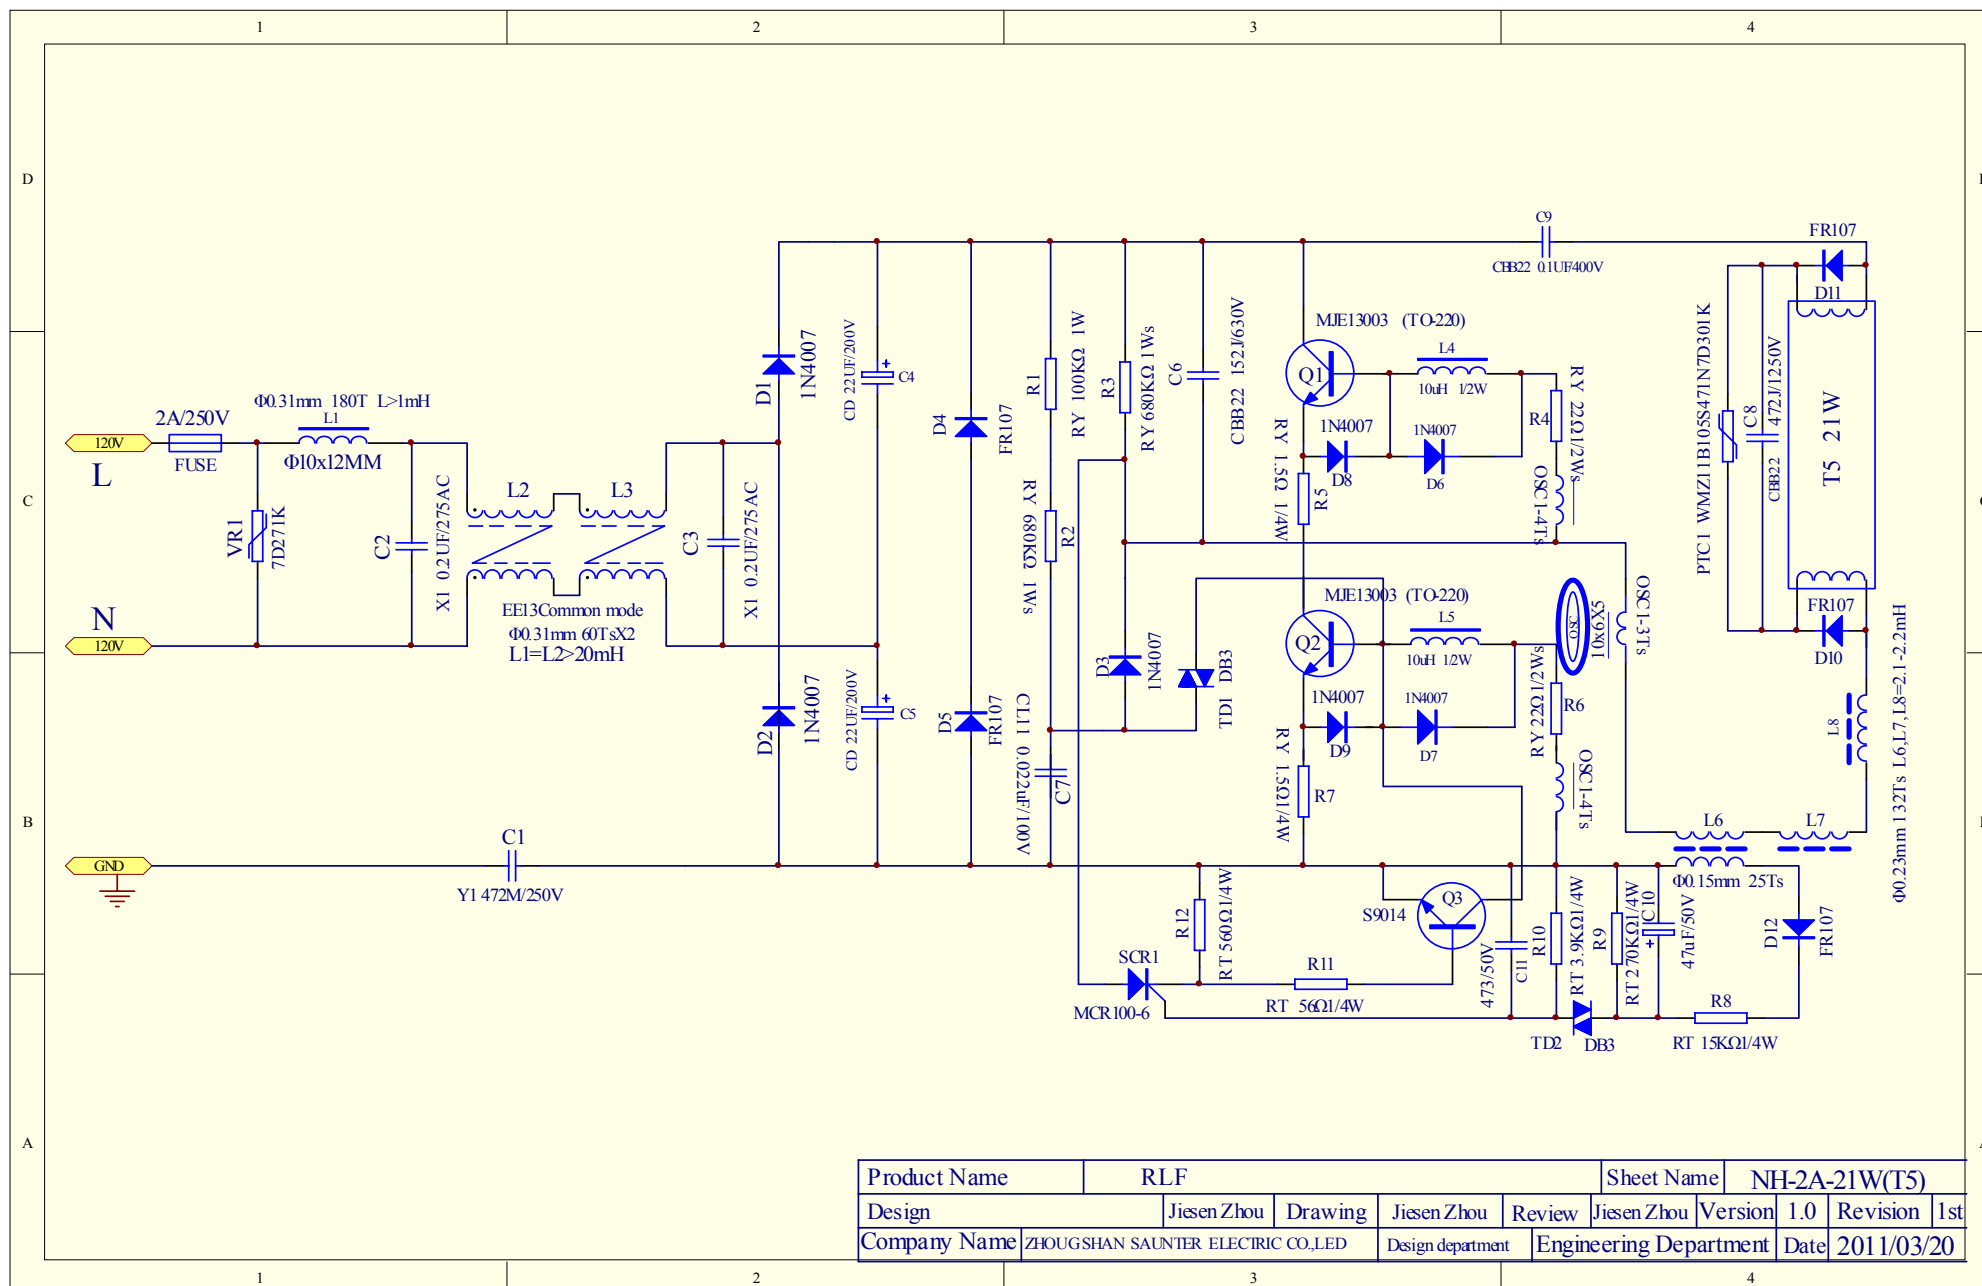 1 2 3 4
D
C
B
A
120V
L
2A/250V
FUSE
Φ0.31mm 180T L>1mH
L1
Φ10x12MM
VR1
7D271K
C2
X1 0.2UF/275AC
L2
L3
EE13Common mode
Φ0.31mm 60TsX2
L1=L2>20mH
C3
X1 0.2UF/275AC
N
120V
GND
C1
Y1 472M/250V
D1
1N4007
D2
1N4007
CD 22UF/200V
C4
CD 22UF/200V
C5
D4
FR107
D5
FR107
R1
RY 100KΩ 1W
R2
RY 680KΩ 1Ws
R3
RY 680KΩ 1Ws
C6
CBB22 152J/630V
C7
CL11 0.022uF/100V
D3
1N4007
TD1 DB3
MJE13003 (TO-220)
Q1
L4
10uH 1/2W
1N4007
D8
1N4007
D6
R4
RY 22Ω1/2Ws
R5
RY 1.5Ω 1/4W
OSC1-4Ts
MJE13003 (TO-220)
Q2
L5
10uH 1/2W
1N4007
D9
1N4007
D7
R6
RY 22Ω1/2Ws
R7
RY 1.5Ω1/4W
OSC1-4Ts
OSC
10x6X5
OSC1-3Ts
C9
CBB22 0.1UF/400V
FR107
D11
PTC1 WMZ11B105S471N7D301K
C8
CBB22 472J/1250V
T5 21W
FR107
D10
L8
Φ0.23mm 132Ts L6,L7,L8=2.1-2.2mH
L6
L7
Φ0.15mm 25Ts
R12
RT 560Ω1/4W
S9014
Q3
SCR1
MCR100-6
R11
RT 56Ω1/4W
473/50V
C11
R10
RT 3.9KΩ1/4W
R9
RT 270KΩ1/4W
C10
47uF/50V
D12
FR107
TD2
DB3
R8
RT 15KΩ1/4W
Product Name RLF Sheet Name NH-2A-21W(T5)
Design Jiesen Zhou Drawing Jiesen Zhou Review Jiesen Zhou Version 1.0 Revision 1st
Company Name ZHOUGSHAN SAUNTER ELECTRIC CO.,LED Design department Engineering Department Date 2011/03/20
1 2 3 4